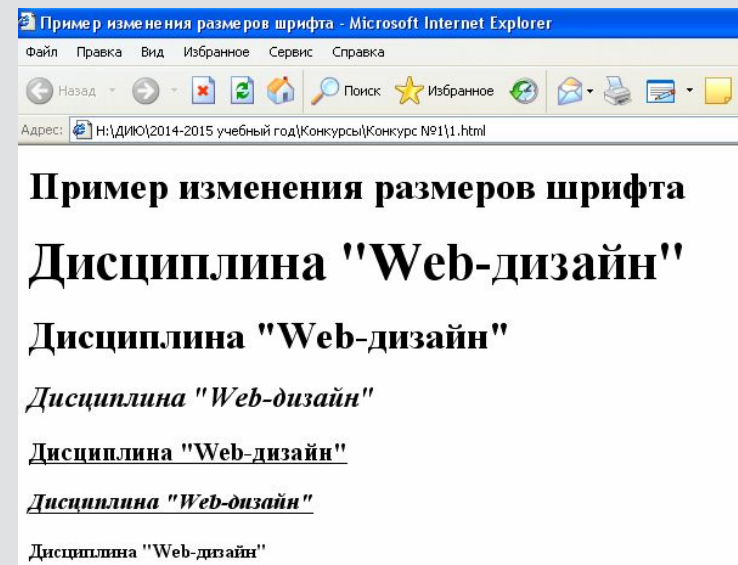 Пример изменения размеров шрифта - Microsoft Internet Explorer
Файл Правка Вид Избранное Сервис Справка
Назад Поиск Избранное
Адрес: H:\ДИЮ\2014-2015 учебный год\Конкурсы\Конкурс №1\1.html
Пример изменения размеров шрифта
Дисциплина "Web-дизайн"
Дисциплина "Web-дизайн"
Дисциплина "Web-дизайн"
Дисциплина "Web-дизайн"
Дисциплина "Web-дизайн"
Дисциплина "Web-дизайн"